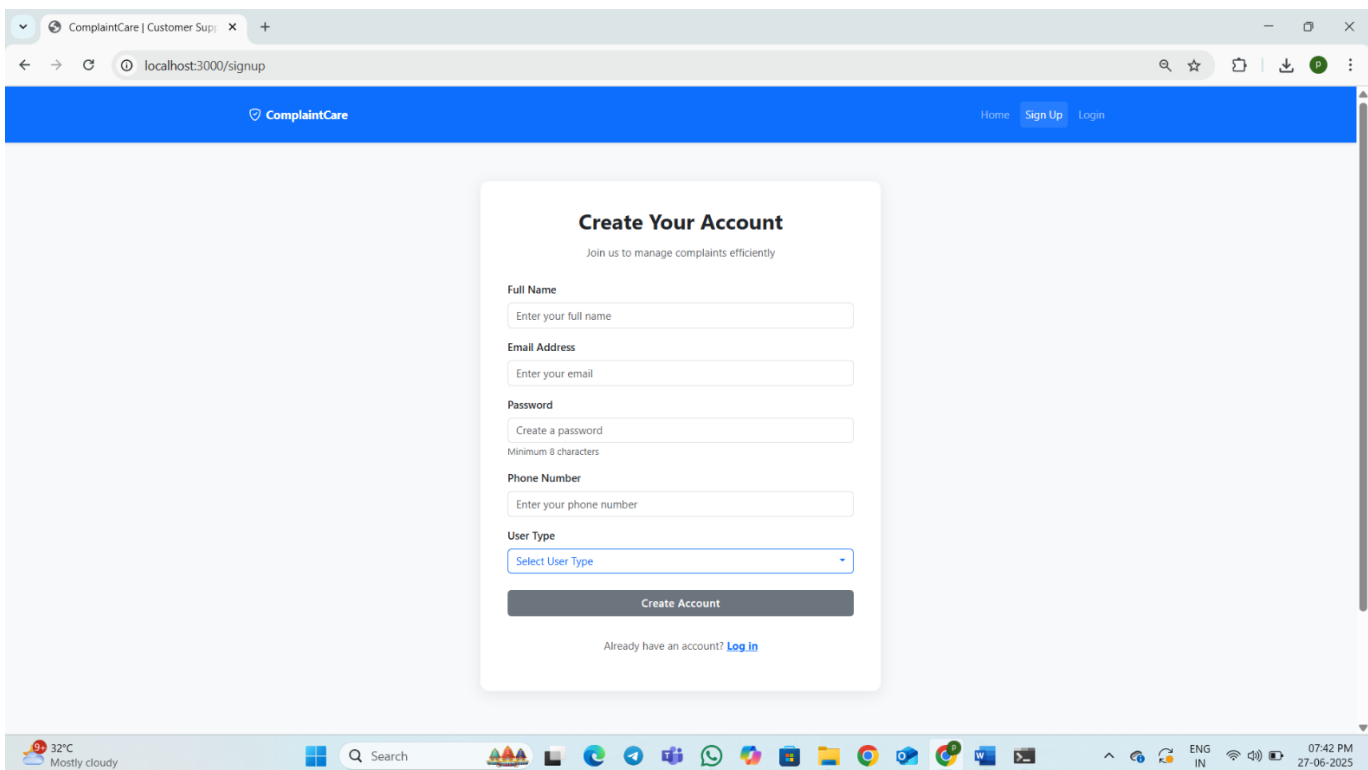 ComplaintCare | Customer Supp
localhost:3000/signup
P
ComplaintCare
Home Sign Up Login
Create Your Account
Join us to manage complaints efficiently
Full Name
Enter your full name
Email Address
Enter your email
Password
Create a password
Minimum 8 characters
Phone Number
Enter your phone number
User Type
Select User Type
Create Account
Already have an account? Log in
9+
32°C
Mostly cloudy
Search
ENG
IN
07:42 PM
27-06-2025